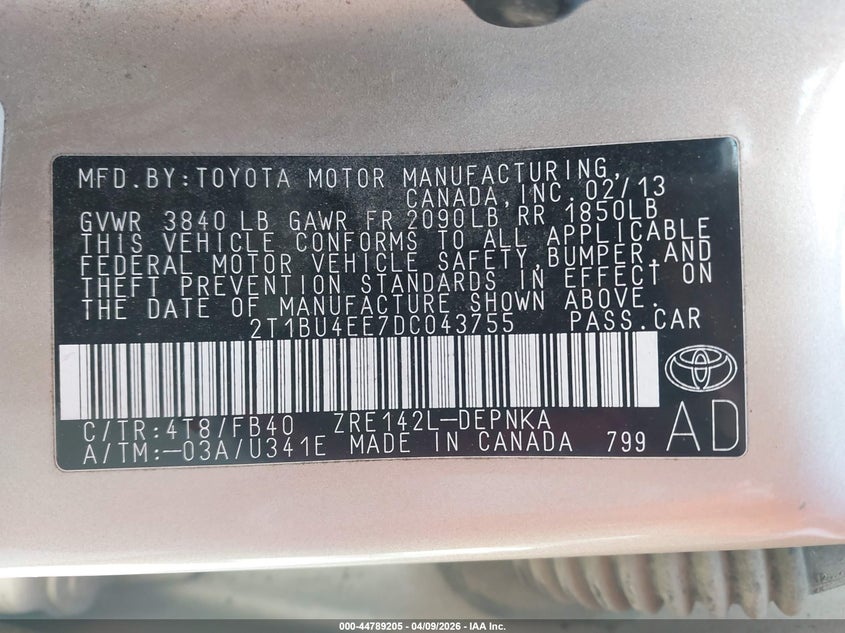 MFD.BY:TOYOTA MOTOR MANUFACTURING,
CANADA,INC. 02/13
GVWR 3840 LB GAWR FR 2090LB RR 1850LB
THIS VEHICLE CONFORMS TO ALL APPLICABLE
FEDERAL MOTOR VEHICLE SAFETY,BUMPER,AND
THEFT PREVENTION STANDARDS IN EFFECT ON
THE DATE OF MANUFACTURE SHOWN ABOVE.
2T1BU4EE7DC043755 PASS.CAR
C/TR:4T8/FB40 ZRE142L-DEPNKA
A/TM:-03A/U341E MADE IN CANADA 799
AD
000-44789205 - 04/09/2026 - IAA Inc.